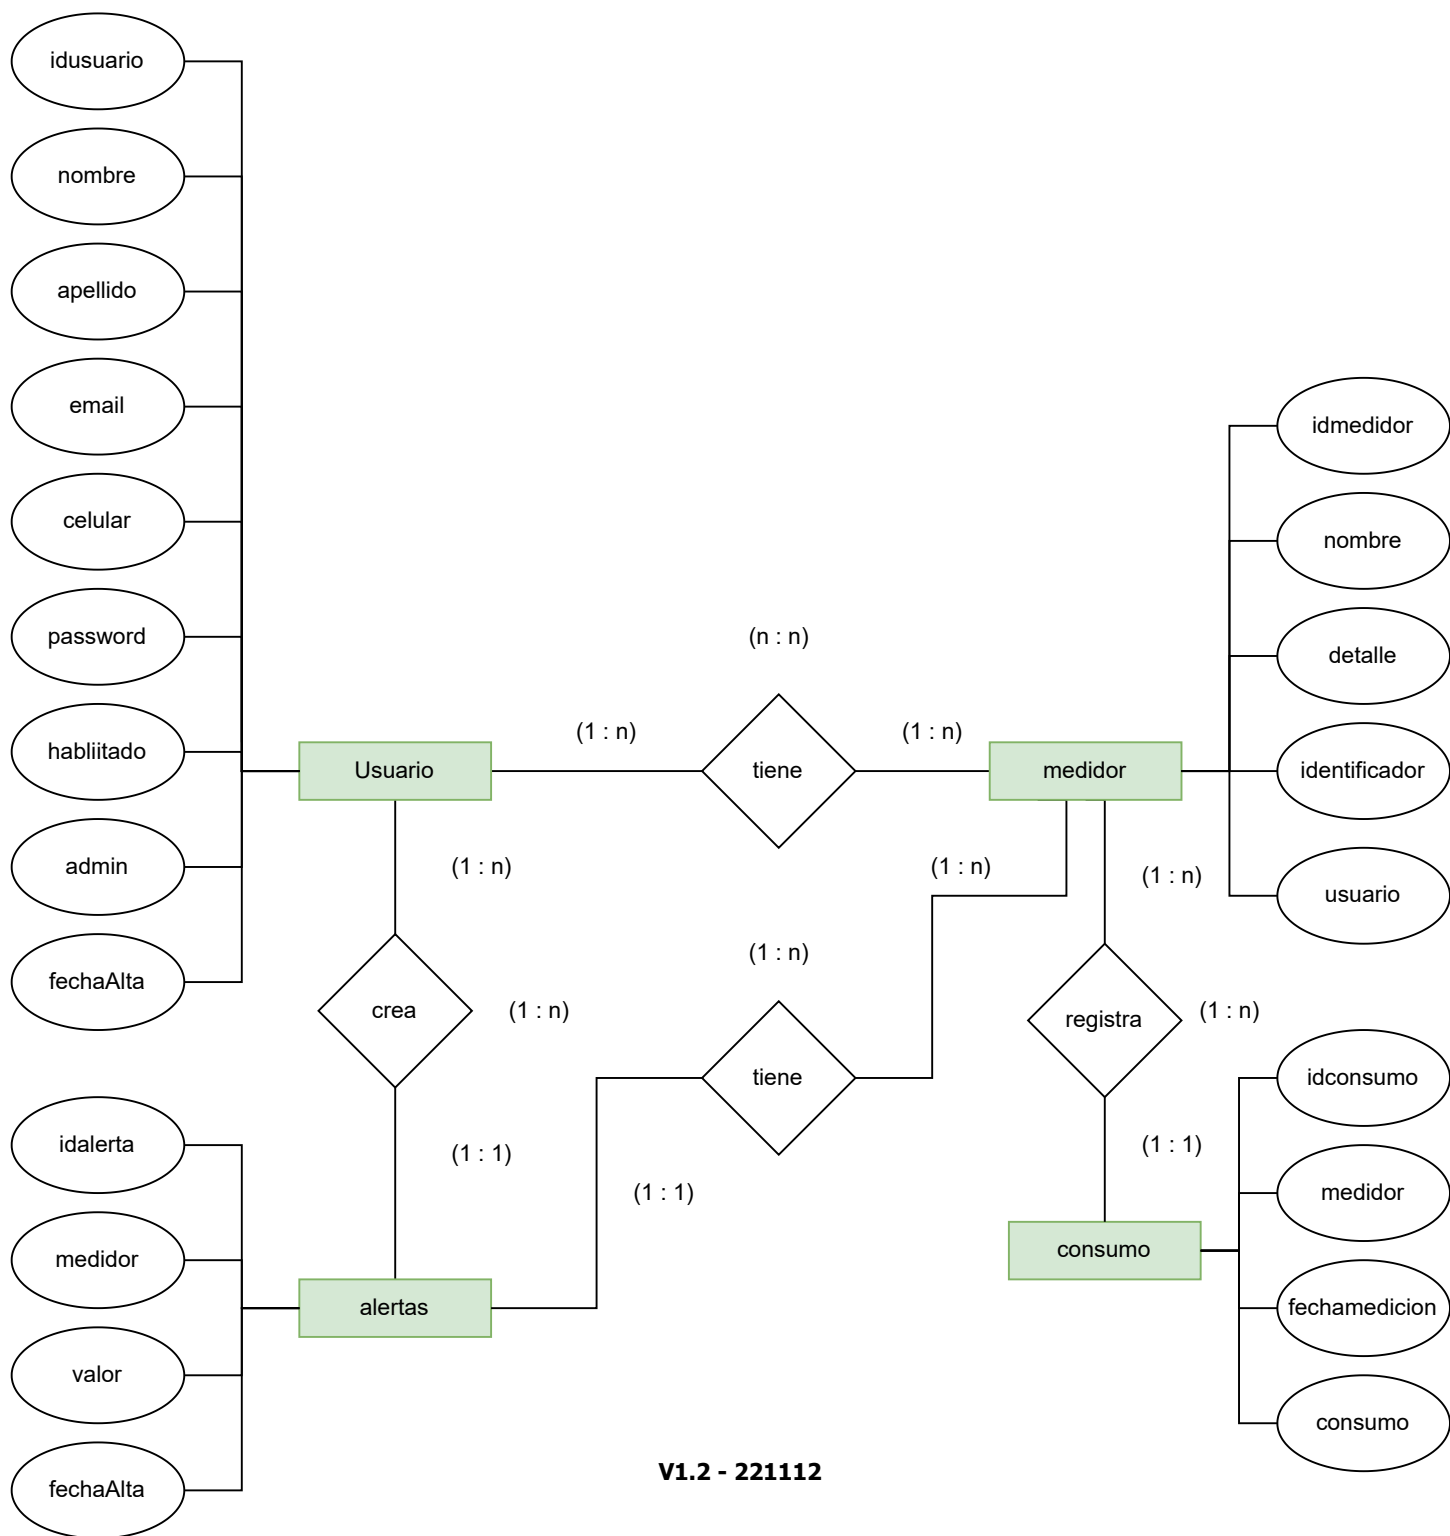 idusuario
nombre
apellido
email
celular
password
habliitado
admin
fechaAlta
Usuario
(1 : n)
(n : n)
tiene
(1 : n)
medidor
idmedidor
nombre
detalle
identificador
usuario
(1 : n)
crea
(1 : n)
(1 : 1)
(1 : n)
(1 : n)
tiene
(1 : 1)
(1 : n)
registra
(1 : n)
(1 : 1)
idalerta
medidor
valor
fechaAlta
alertas
consumo
idconsumo
medidor
fechamedicion
consumo
V1.2 - 221112